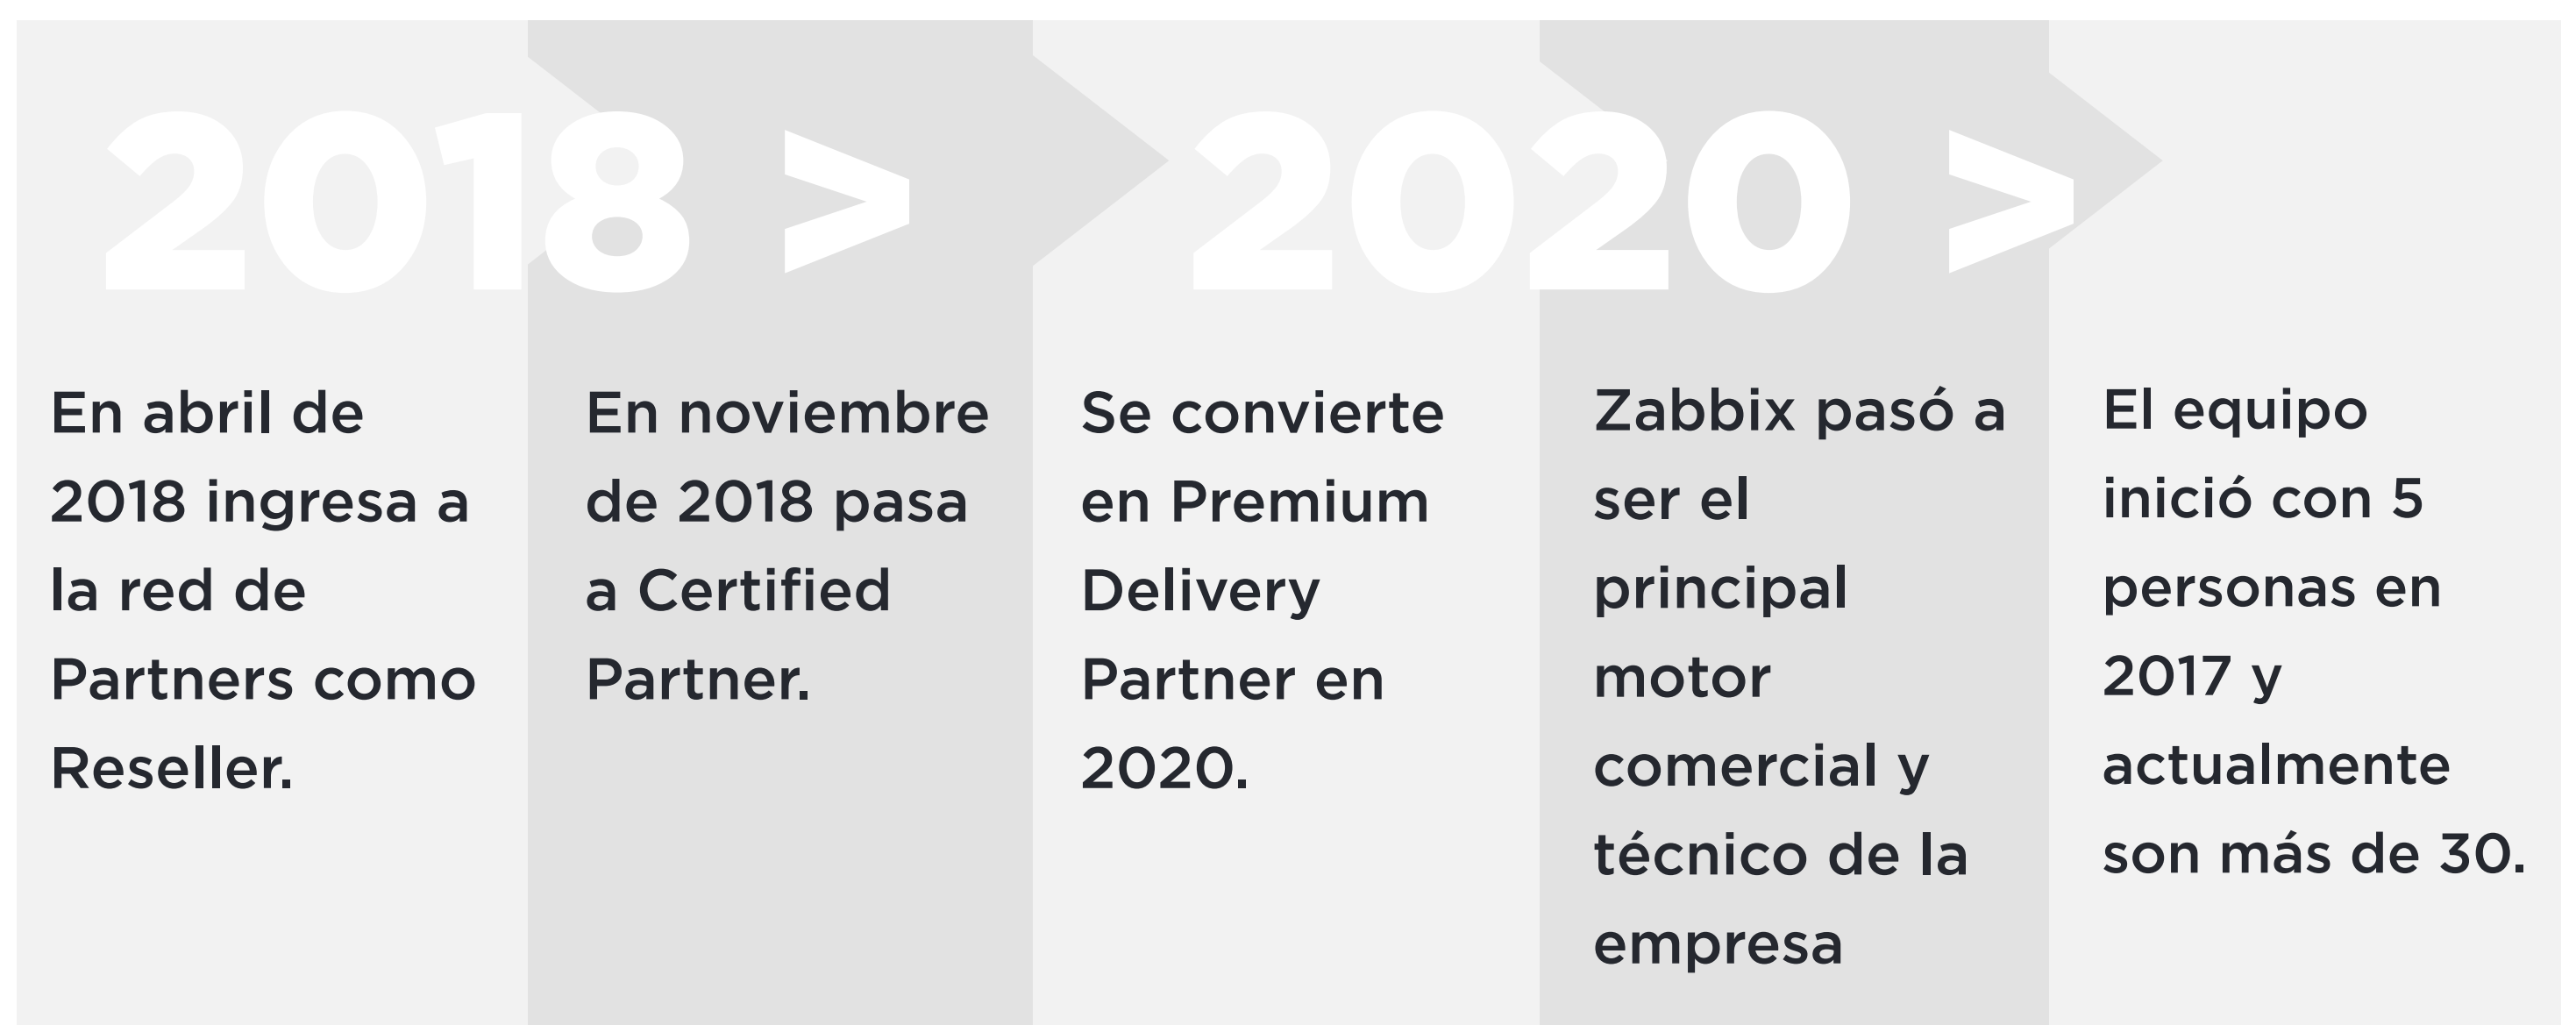 2018 >
2020 >
En abril de
2018 ingresa a
la red de
Partners como
Reseller.
En noviembre
de 2018 pasa
a Certified
Partner.
Se convierte
en Premium
Delivery
Partner en
2020.
Zabbix pasó a
ser el
principal
motor
comercial y
técnico de la
empresa
El equipo
inició con 5
personas en
2017 y
actualmente
son más de 30.